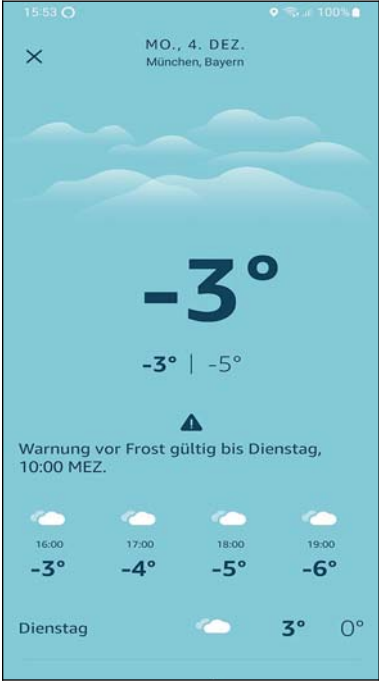 15:53 100%
MO., 4. DEZ.
München, Bayern
-3°
-3° | -5°
Warnung vor Frost gültig bis Dienstag,
10:00 MEZ.
16:00 17:00 18:00 19:00
-3° -4° -5° -6°
Dienstag 3° 0°